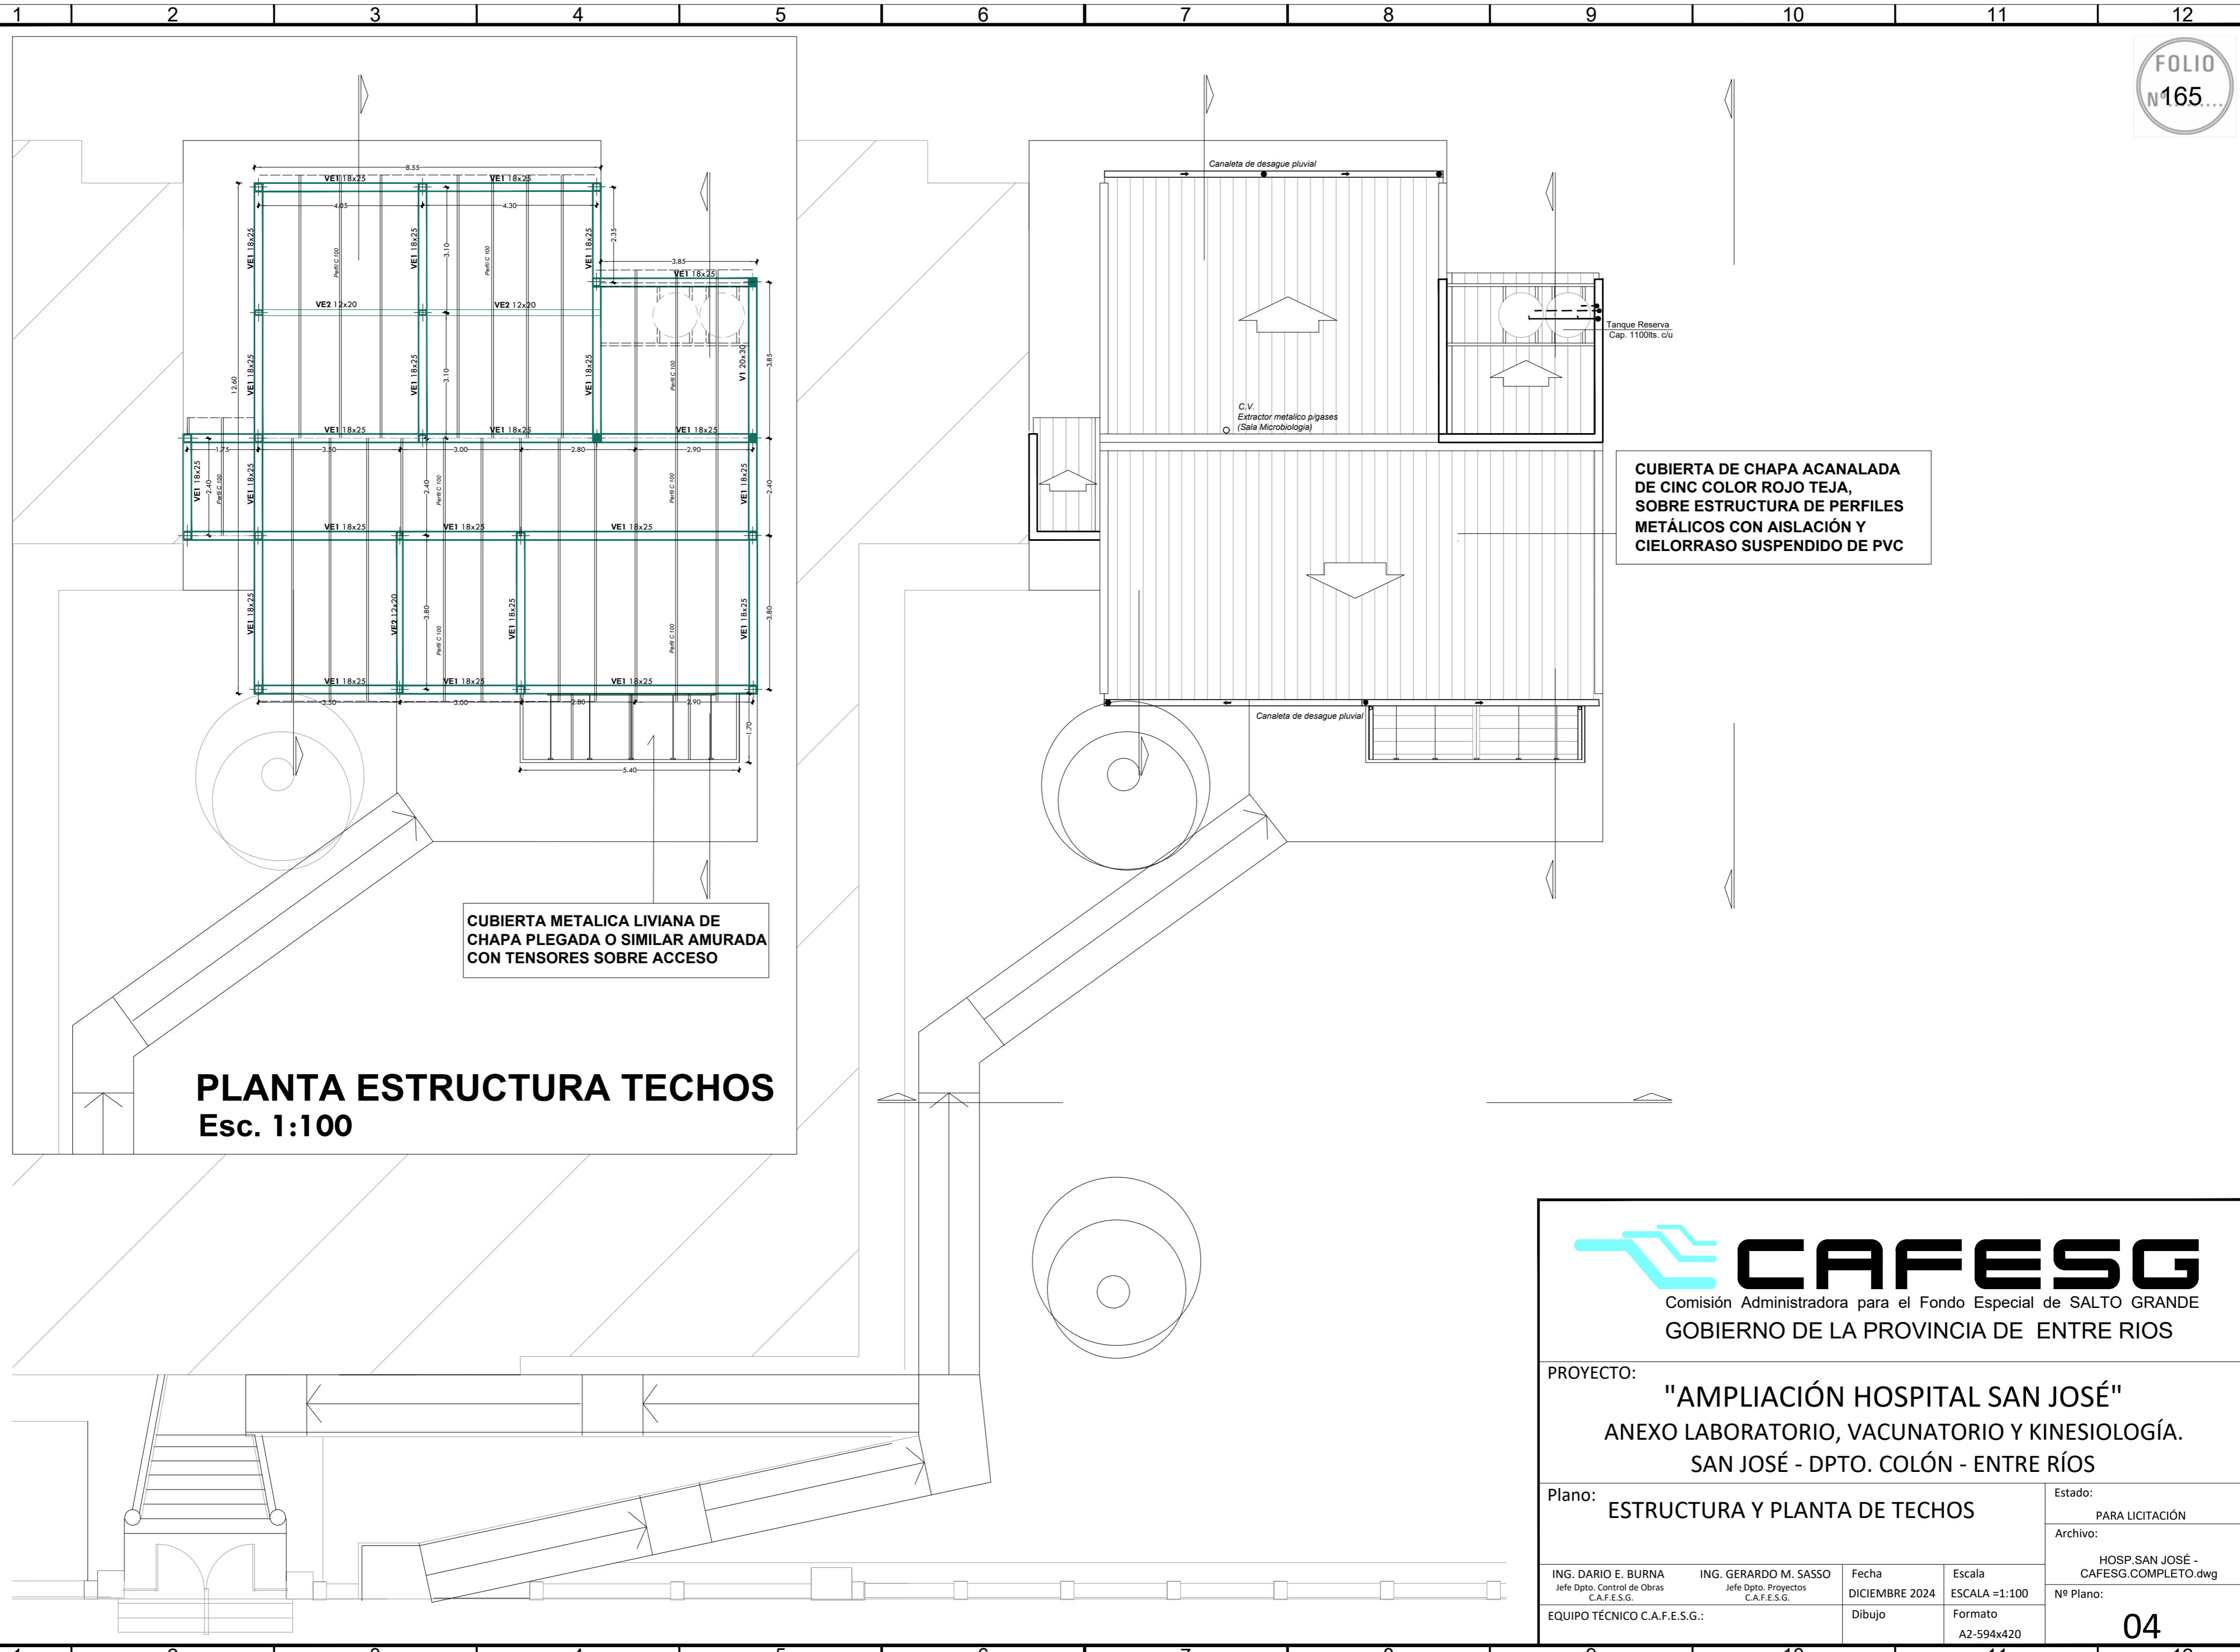 1 2 3 4 5 6 7 8 9 10 11 12
FOLIO
Nº 165
8.55
VE1 18x25
VE1 18x25
4.05
4.30
VE1 18x25
VE1 18x25
VE1 18x25
Perfil C 100
Perfil C 100
3.10
2.35
3.85
VE1 18x25
VE2 12x20
VE2 12x20
12.60
VE1 18x25
VE1 18x25
3.10
VE1 18x25
Perfil C 100
V1 20x30
3.85
VE1 18x25
VE1 18x25
VE1 18x25
1.75
3.50
3.00
2.80
2.90
VE1 18x25
2.40
Perfil C 100
VE1 18x25
2.40
Perfil C 100
Perfil C 100
VE1 18x25
2.40
VE1 18x25
VE1 18x25
VE1 18x25
VE1 18x25
VE2 12x20
3.80
Perfil C 100
VE1 18x25
Perfil C 100
VE1 18x25
3.80
VE1 18x25
VE1 18x25
VE1 18x25
3.50
3.00
2.80
2.90
1.70
5.40
CUBIERTA METALICA LIVIANA DE
CHAPA PLEGADA O SIMILAR AMURADA
CON TENSORES SOBRE ACCESO
PLANTA ESTRUCTURA TECHOS
Esc. 1:100
Canaleta de desague pluvial
Tanque Reserva
Cap. 1100lts. c/u
C.V.
Extractor metalico p/gases
(Sala Microbiologia)
CUBIERTA DE CHAPA ACANALADA
DE CINC COLOR ROJO TEJA,
SOBRE ESTRUCTURA DE PERFILES
METÁLICOS CON AISLACIÓN Y
CIELORRASO SUSPENDIDO DE PVC
Canaleta de desague pluvial
CAFESG
Comisión Administradora para el Fondo Especial de SALTO GRANDE
GOBIERNO DE LA PROVINCIA DE ENTRE RIOS
PROYECTO:
"AMPLIACIÓN HOSPITAL SAN JOSÉ"
ANEXO LABORATORIO, VACUNATORIO Y KINESIOLOGÍA.
SAN JOSÉ - DPTO. COLÓN - ENTRE RÍOS
Plano:
ESTRUCTURA Y PLANTA DE TECHOS
Estado:
PARA LICITACIÓN
Archivo:
HOSP.SAN JOSÉ -
CAFESG.COMPLETO.dwg
ING. DARIO E. BURNA
Jefe Dpto. Control de Obras
C.A.F.E.S.G.
ING. GERARDO M. SASSO
Jefe Dpto. Proyectos
C.A.F.E.S.G.
Fecha
DICIEMBRE 2024
Escala
ESCALA =1:100
Nº Plano:
04
EQUIPO TÉCNICO C.A.F.E.S.G.:
Dibujo
Formato
A2-594x420